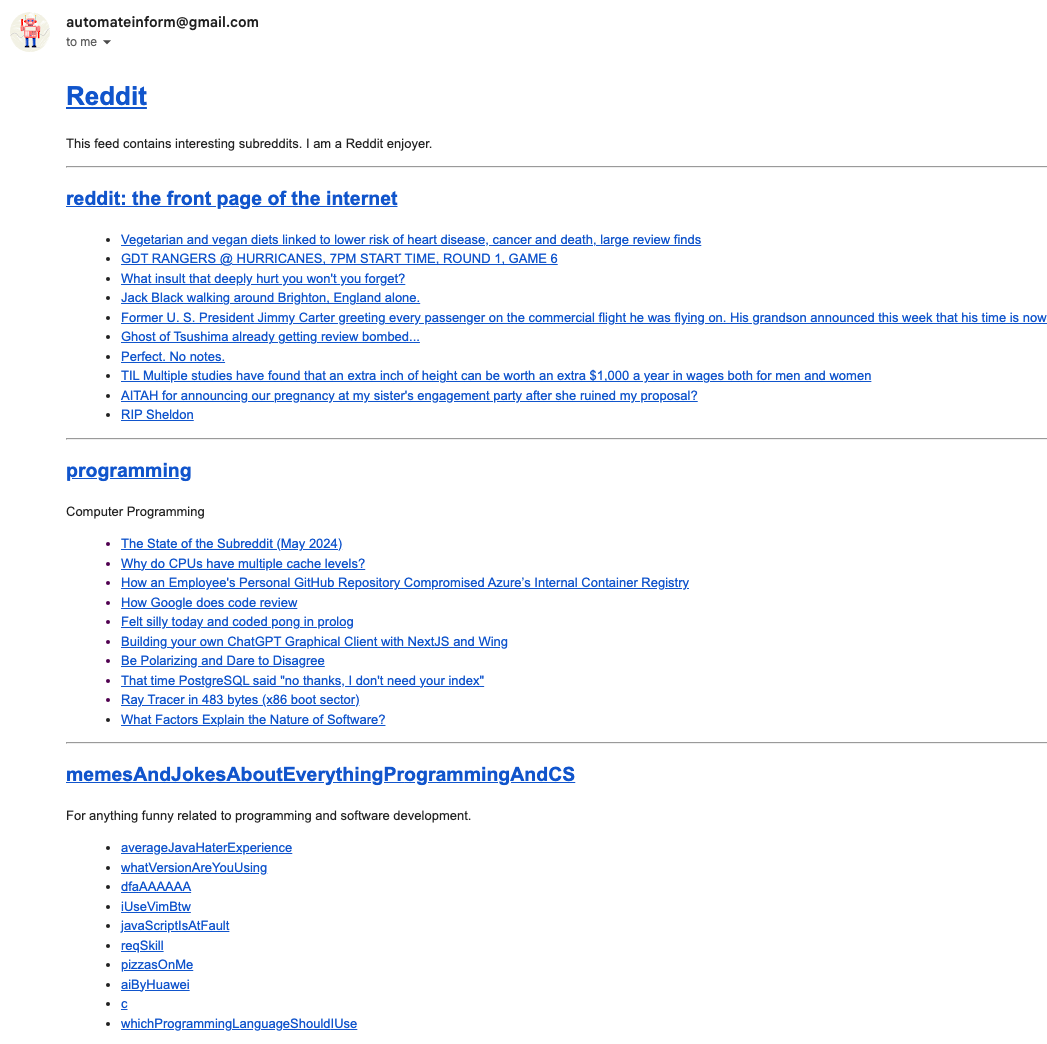 automateinform@gmail.com
to me
Reddit
This feed contains interesting subreddits. I am a Reddit enjoyer.
reddit: the front page of the internet
Vegetarian and vegan diets linked to lower risk of heart disease, cancer and death, large review finds
GDT RANGERS @ HURRICANES, 7PM START TIME, ROUND 1, GAME 6
What insult that deeply hurt you won't you forget?
Jack Black walking around Brighton, England alone.
Former U. S. President Jimmy Carter greeting every passenger on the commercial flight he was flying on. His grandson announced this week that his time is now
Ghost of Tsushima already getting review bombed...
Perfect. No notes.
TIL Multiple studies have found that an extra inch of height can be worth an extra $1,000 a year in wages both for men and women
AITAH for announcing our pregnancy at my sister's engagement party after she ruined my proposal?
RIP Sheldon
programming
Computer Programming
The State of the Subreddit (May 2024)
Why do CPUs have multiple cache levels?
How an Employee's Personal GitHub Repository Compromised Azure’s Internal Container Registry
How Google does code review
Felt silly today and coded pong in prolog
Building your own ChatGPT Graphical Client with NextJS and Wing
Be Polarizing and Dare to Disagree
That time PostgreSQL said "no thanks, I don't need your index"
Ray Tracer in 483 bytes (x86 boot sector)
What Factors Explain the Nature of Software?
memesAndJokesAboutEverythingProgrammingAndCS
For anything funny related to programming and software development.
averageJavaHaterExperience
whatVersionAreYouUsing
dfaAAAAAA
iUseVimBtw
javaScriptIsAtFault
reqSkill
pizzasOnMe
aiByHuawei
c
whichProgrammingLanguageShouldIUse